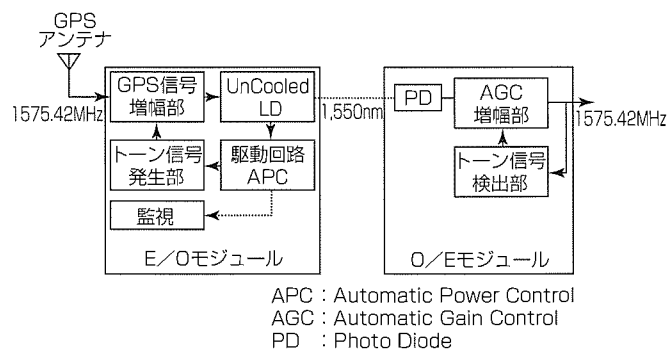 GPS
アンテナ
1575.42MHz
GPS信号
増幅部
UnCooled
LD
トーン信号
発生部
駆動回路
APC
監視
E／Oモジュール
1,550nm
PD
AGC
増幅部
トーン信号
検出部
1575.42MHz
O／Eモジュール
APC：Automatic Power Control
AGC：Automatic Gain Control
PD：Photo Diode